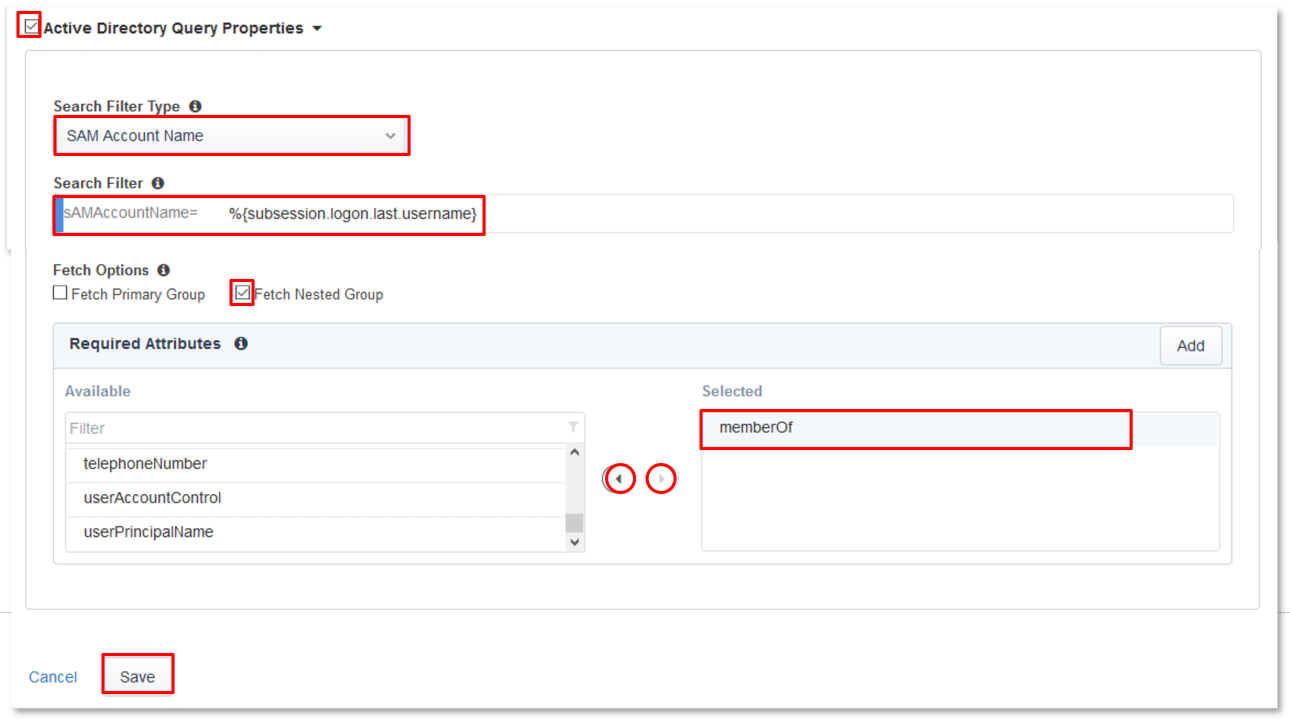 Active Directory Query Properties
Search Filter Type
SAM Account Name
Search Filter
sAMAccountName= %{subsession.logon.last.username}
Fetch Options
Fetch Primary Group Fetch Nested Group
Required Attributes Add
Available Selected
Filter memberOf
telephoneNumber
userAccountControl
userPrincipalName
Cancel Save